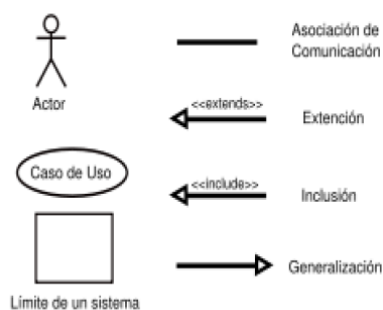 Asociación de
Comunicación
Actor
<<extends>>
Extención
Caso de Uso
<<include>>
Inclusión
Generalización
Límite de un sistema